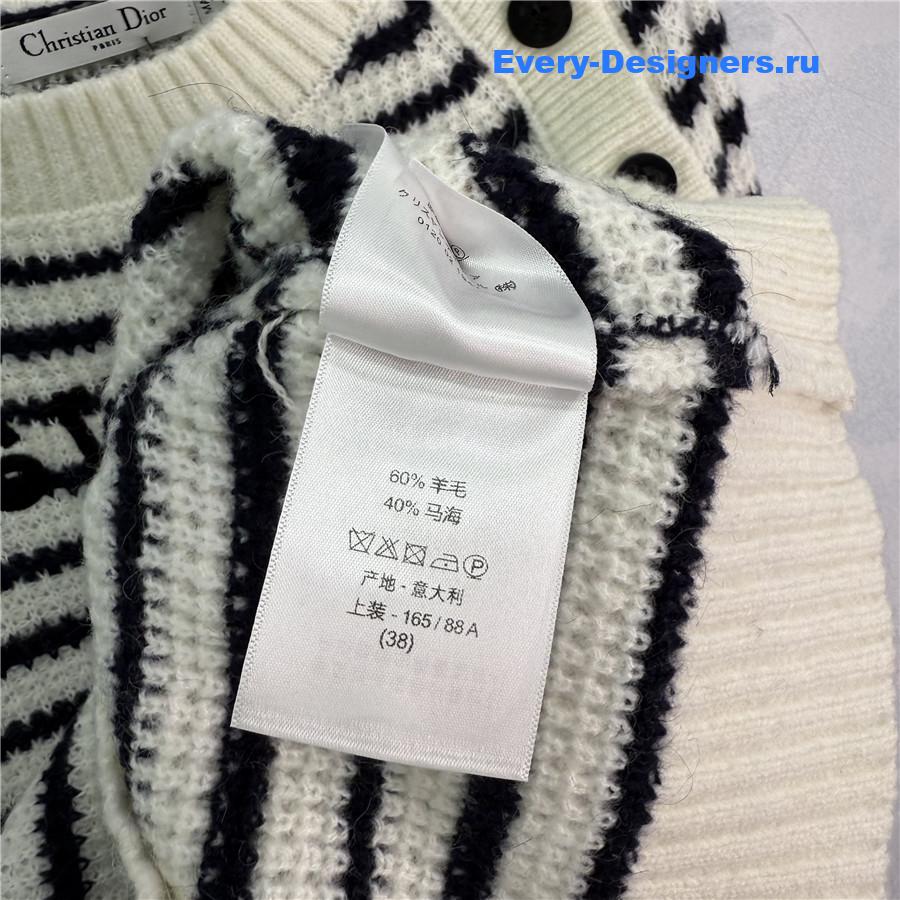 Christian Dior
PARIS
Every-Designers.ru
60% 羊毛
40% 马海
P
产地 - 意大利
上装 - 165 / 88 A
(38)